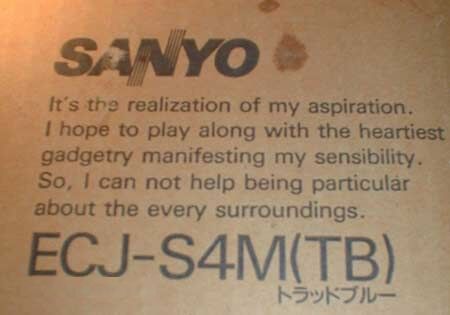 SANYO
It's the realization of my aspiration.
I hope to play along with the heartiest
gadgetry manifesting my sensibility.
So, I can not help being particular
about the every surroundings.
ECJ-S4M(TB)
トラッドブルー